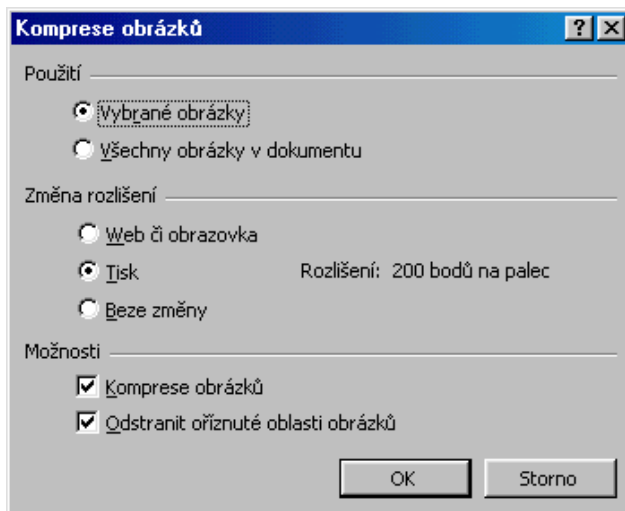 Komprese obrázků
Použití
Vybrané obrázky
Všechny obrázky v dokumentu
Změna rozlišení
Web či obrazovka
Tisk Rozlišení: 200 bodů na palec
Beze změny
Možnosti
Komprese obrázků
Odstranit oříznuté oblasti obrázků
OK Storno